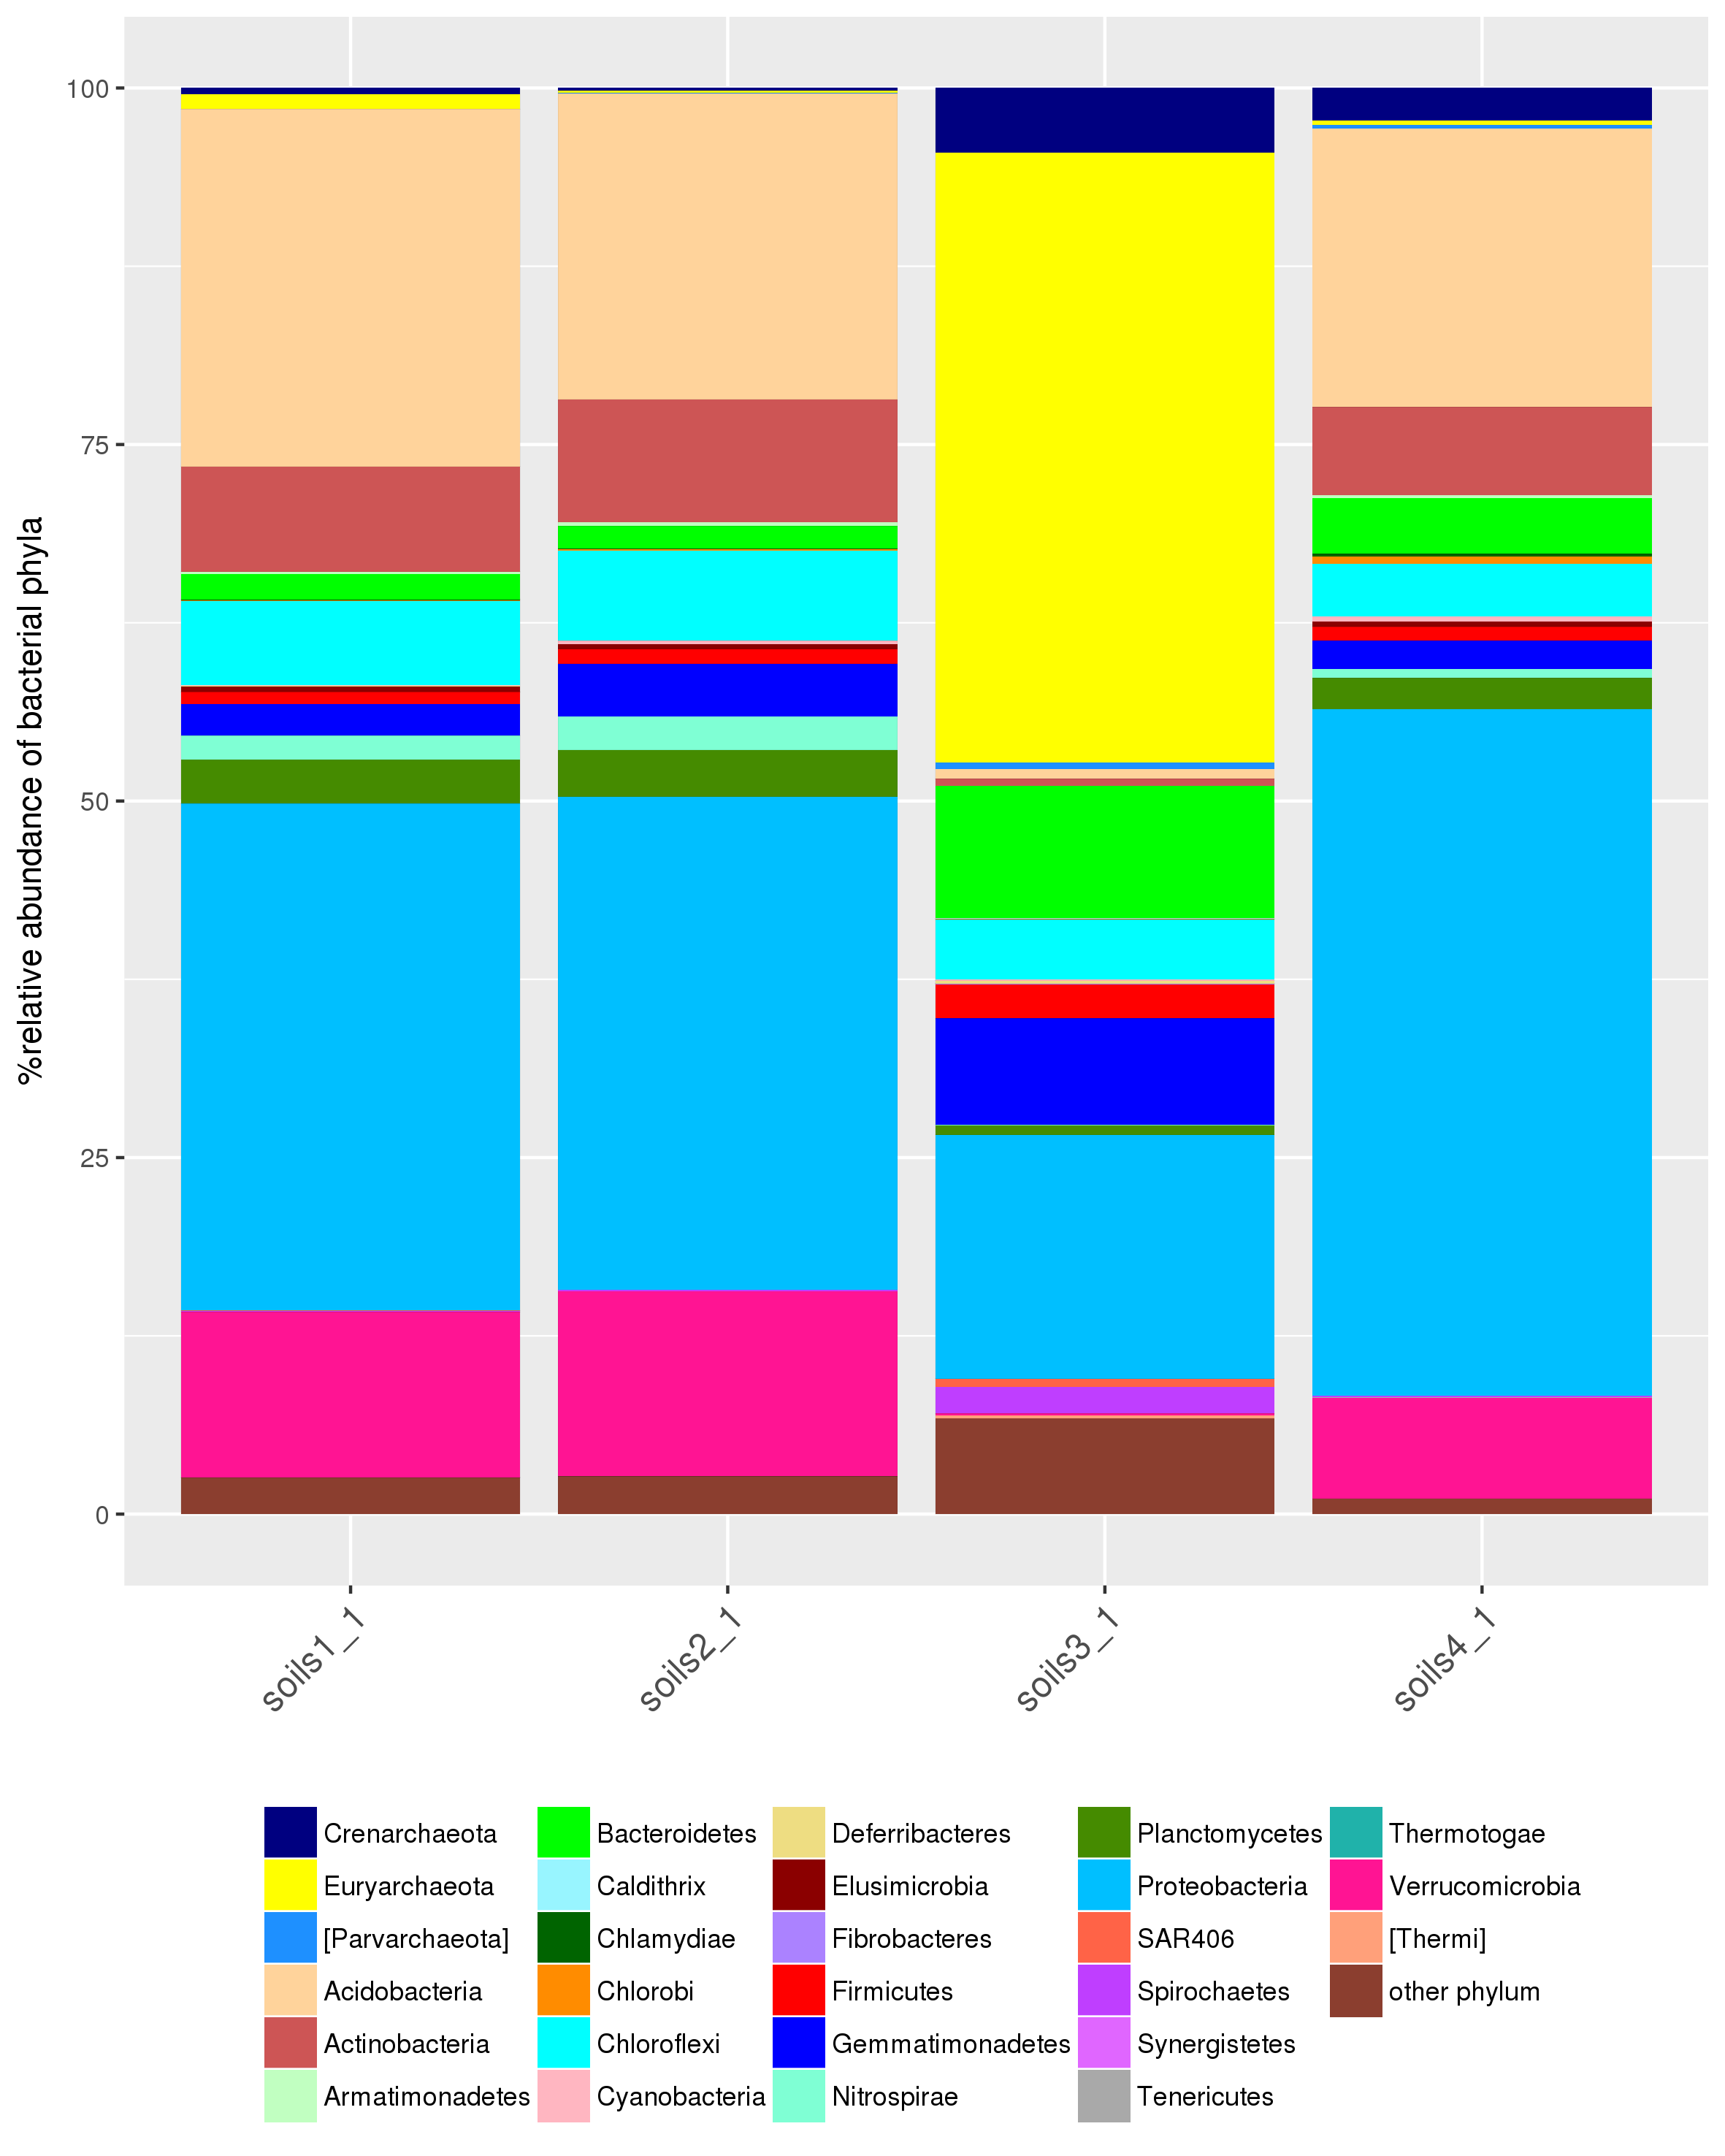 %relative abundance of bacterial phyla
100
75
50
25
0
soils1_1
soils2_1
soils3_1
soils4_1
Crenarchaeota
Euryarchaeota
[Parvarchaeota]
Acidobacteria
Actinobacteria
Armatimonadetes
Bacteroidetes
Caldithrix
Chlamydiae
Chlorobi
Chloroflexi
Cyanobacteria
Deferribacteres
Elusimicrobia
Fibrobacteres
Firmicutes
Gemmatimonadetes
Nitrospirae
Planctomycetes
Proteobacteria
SAR406
Spirochaetes
Synergistetes
Tenericutes
Thermotogae
Verrucomicrobia
[Thermi]
other phylum